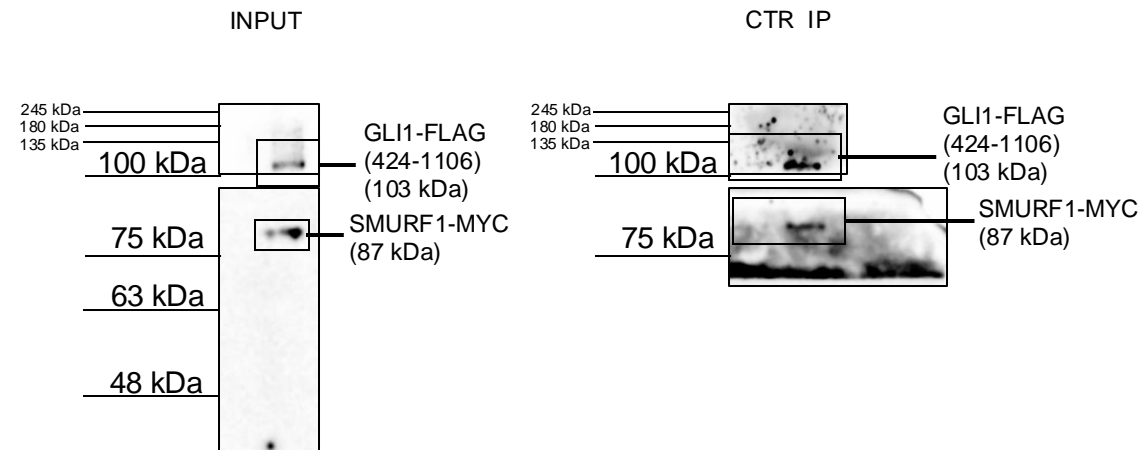 INPUT
CTR IP
245 kDa
180 kDa
135 kDa
100 kDa
75 kDa
63 kDa
48 kDa
GLI1-FLAG
(424-1106)
(103 kDa)
SMURF1-MYC
(87 kDa)
245 kDa
180 kDa
135 kDa
100 kDa
75 kDa
GLI1-FLAG
(424-1106)
(103 kDa)
SMURF1-MYC
(87 kDa)